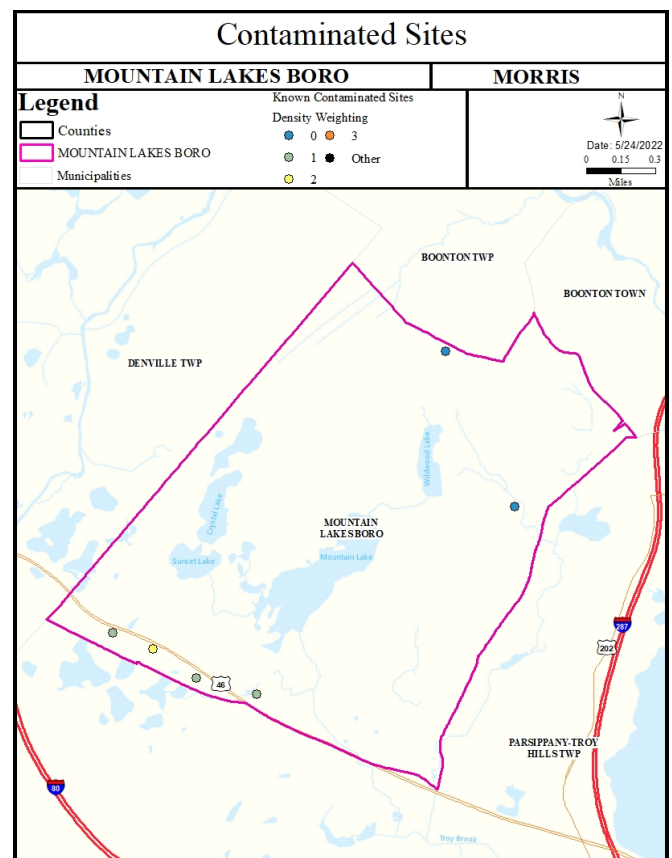 Contaminated Sites
MOUNTAIN LAKES BORO
MORRIS
Legend
Counties
MOUNTAIN LAKES BORO
Municipalities
Known Contaminated Sites
Density Weighting
0 3
1 Other
2
N
Date: 5/24/2022
0 0.15 0.3
Miles
BOONTON TWP
BOONTON TOWN
DENVILLE TWP
Wildwood Lake
Crystal Lake
MOUNTAIN
LAKES BORO
Sunset Lake
Mountain Lake
287
202
46
PARSIPPANY-TROY
HILLS TWP
80
Troy Brook